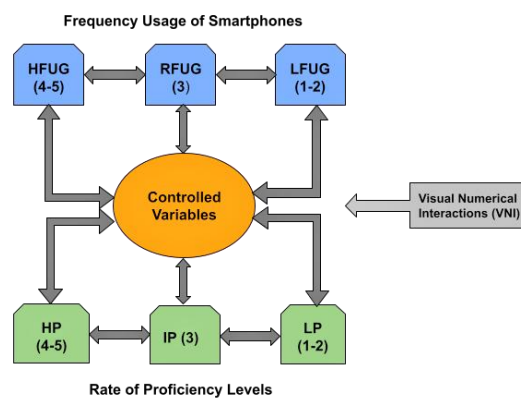 Frequency Usage of Smartphones
HFUG
(4-5)
RFUG
(3)
LFUG
(1-2)
Controlled
Variables
Visual Numerical
Interactions (VNI)
HP
(4-5)
IP (3)
LP
(1-2)
Rate of Proficiency Levels